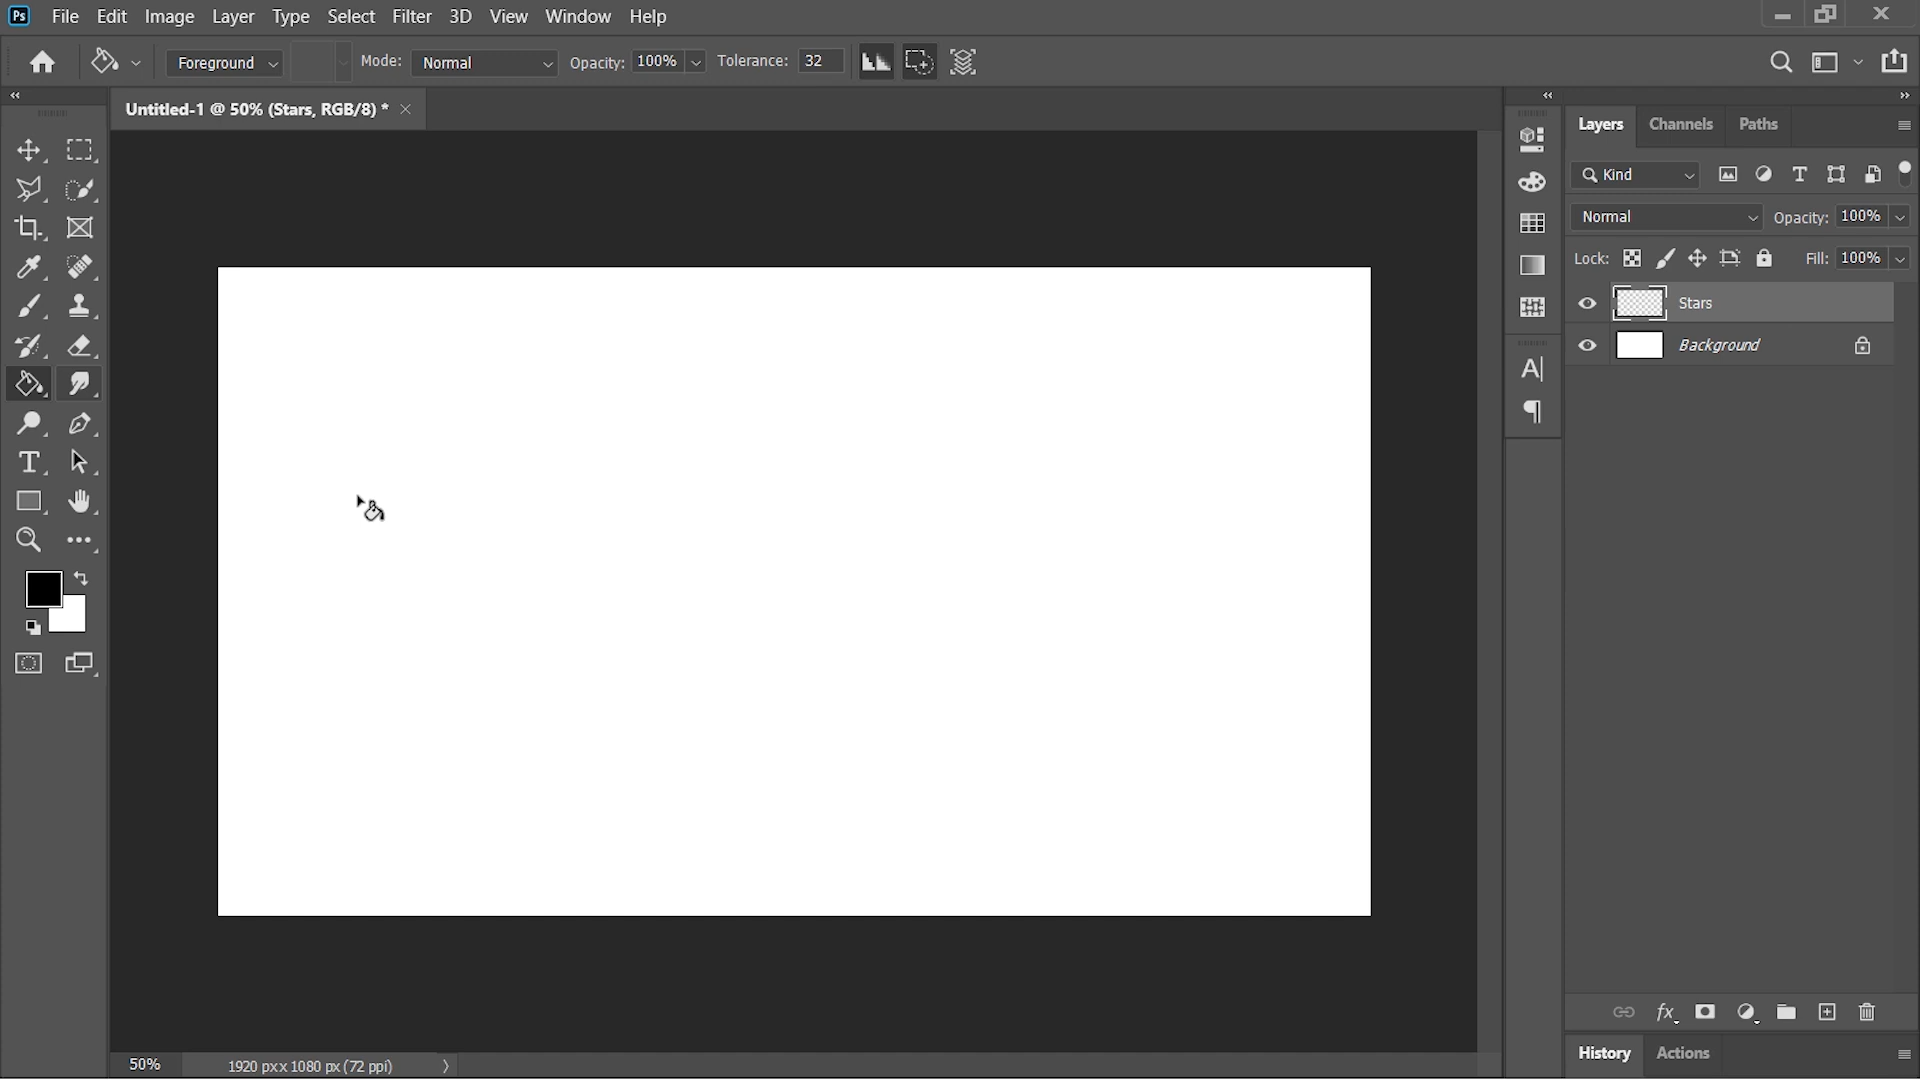 Ps File Edit Image Layer Type Select Filter 3D View Window Help
Foreground Mode: Normal Opacity: 100% Tolerance: 32
Untitled-1 @ 50% (Stars, RGB/8) *
Layers Channels Paths
Kind
Normal Opacity: 100%
Lock: Fill: 100%
Stars
Background
fx
50% 1920 px x 1080 px (72 ppi)
History Actions